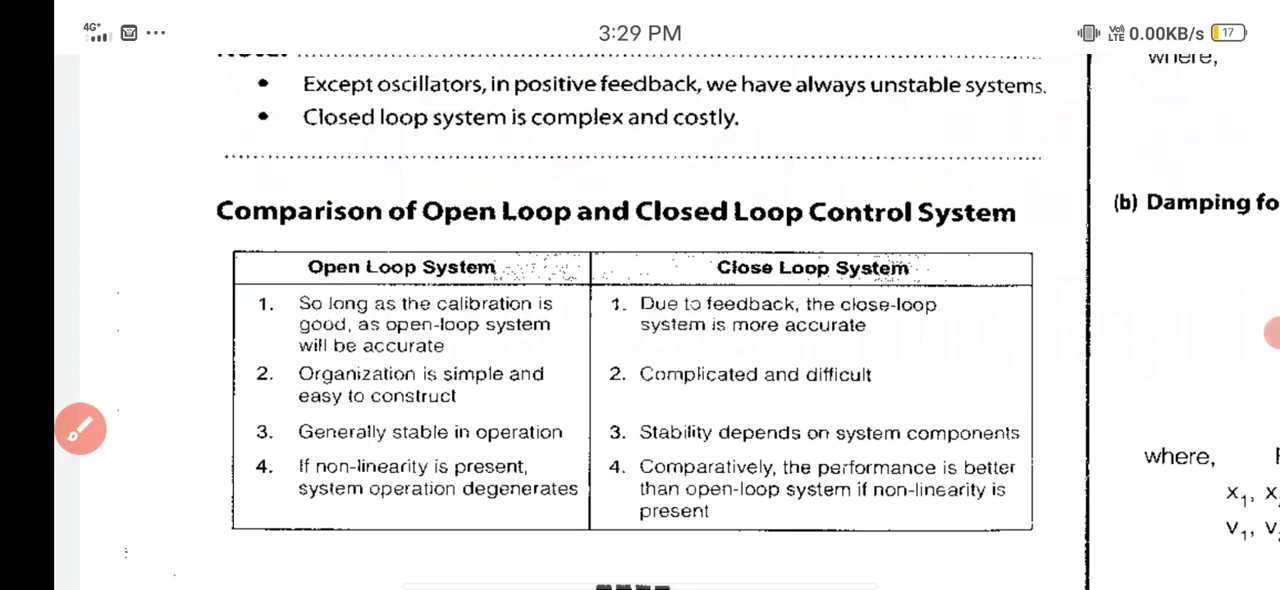 4G+
3:29 PM
Vo) LTE 0.00KB/s 17
where,
• Except oscillators, in positive feedback, we have always unstable systems.
• Closed loop system is complex and costly.
Comparison of Open Loop and Closed Loop Control System
(b) Damping fo
Open Loop System
Close Loop System
1. So long as the calibration is
good, as open-loop system
will be accurate
1. Due to feedback, the close-loop
system is more accurate
2. Organization is simple and
easy to construct
2. Complicated and difficult
3. Generally stable in operation
3. Stability depends on system components
4. If non-linearity is present,
system operation degenerates
4. Comparatively, the performance is better
than open-loop system if non-linearity is
present
where,
x₁, x
v₁, v